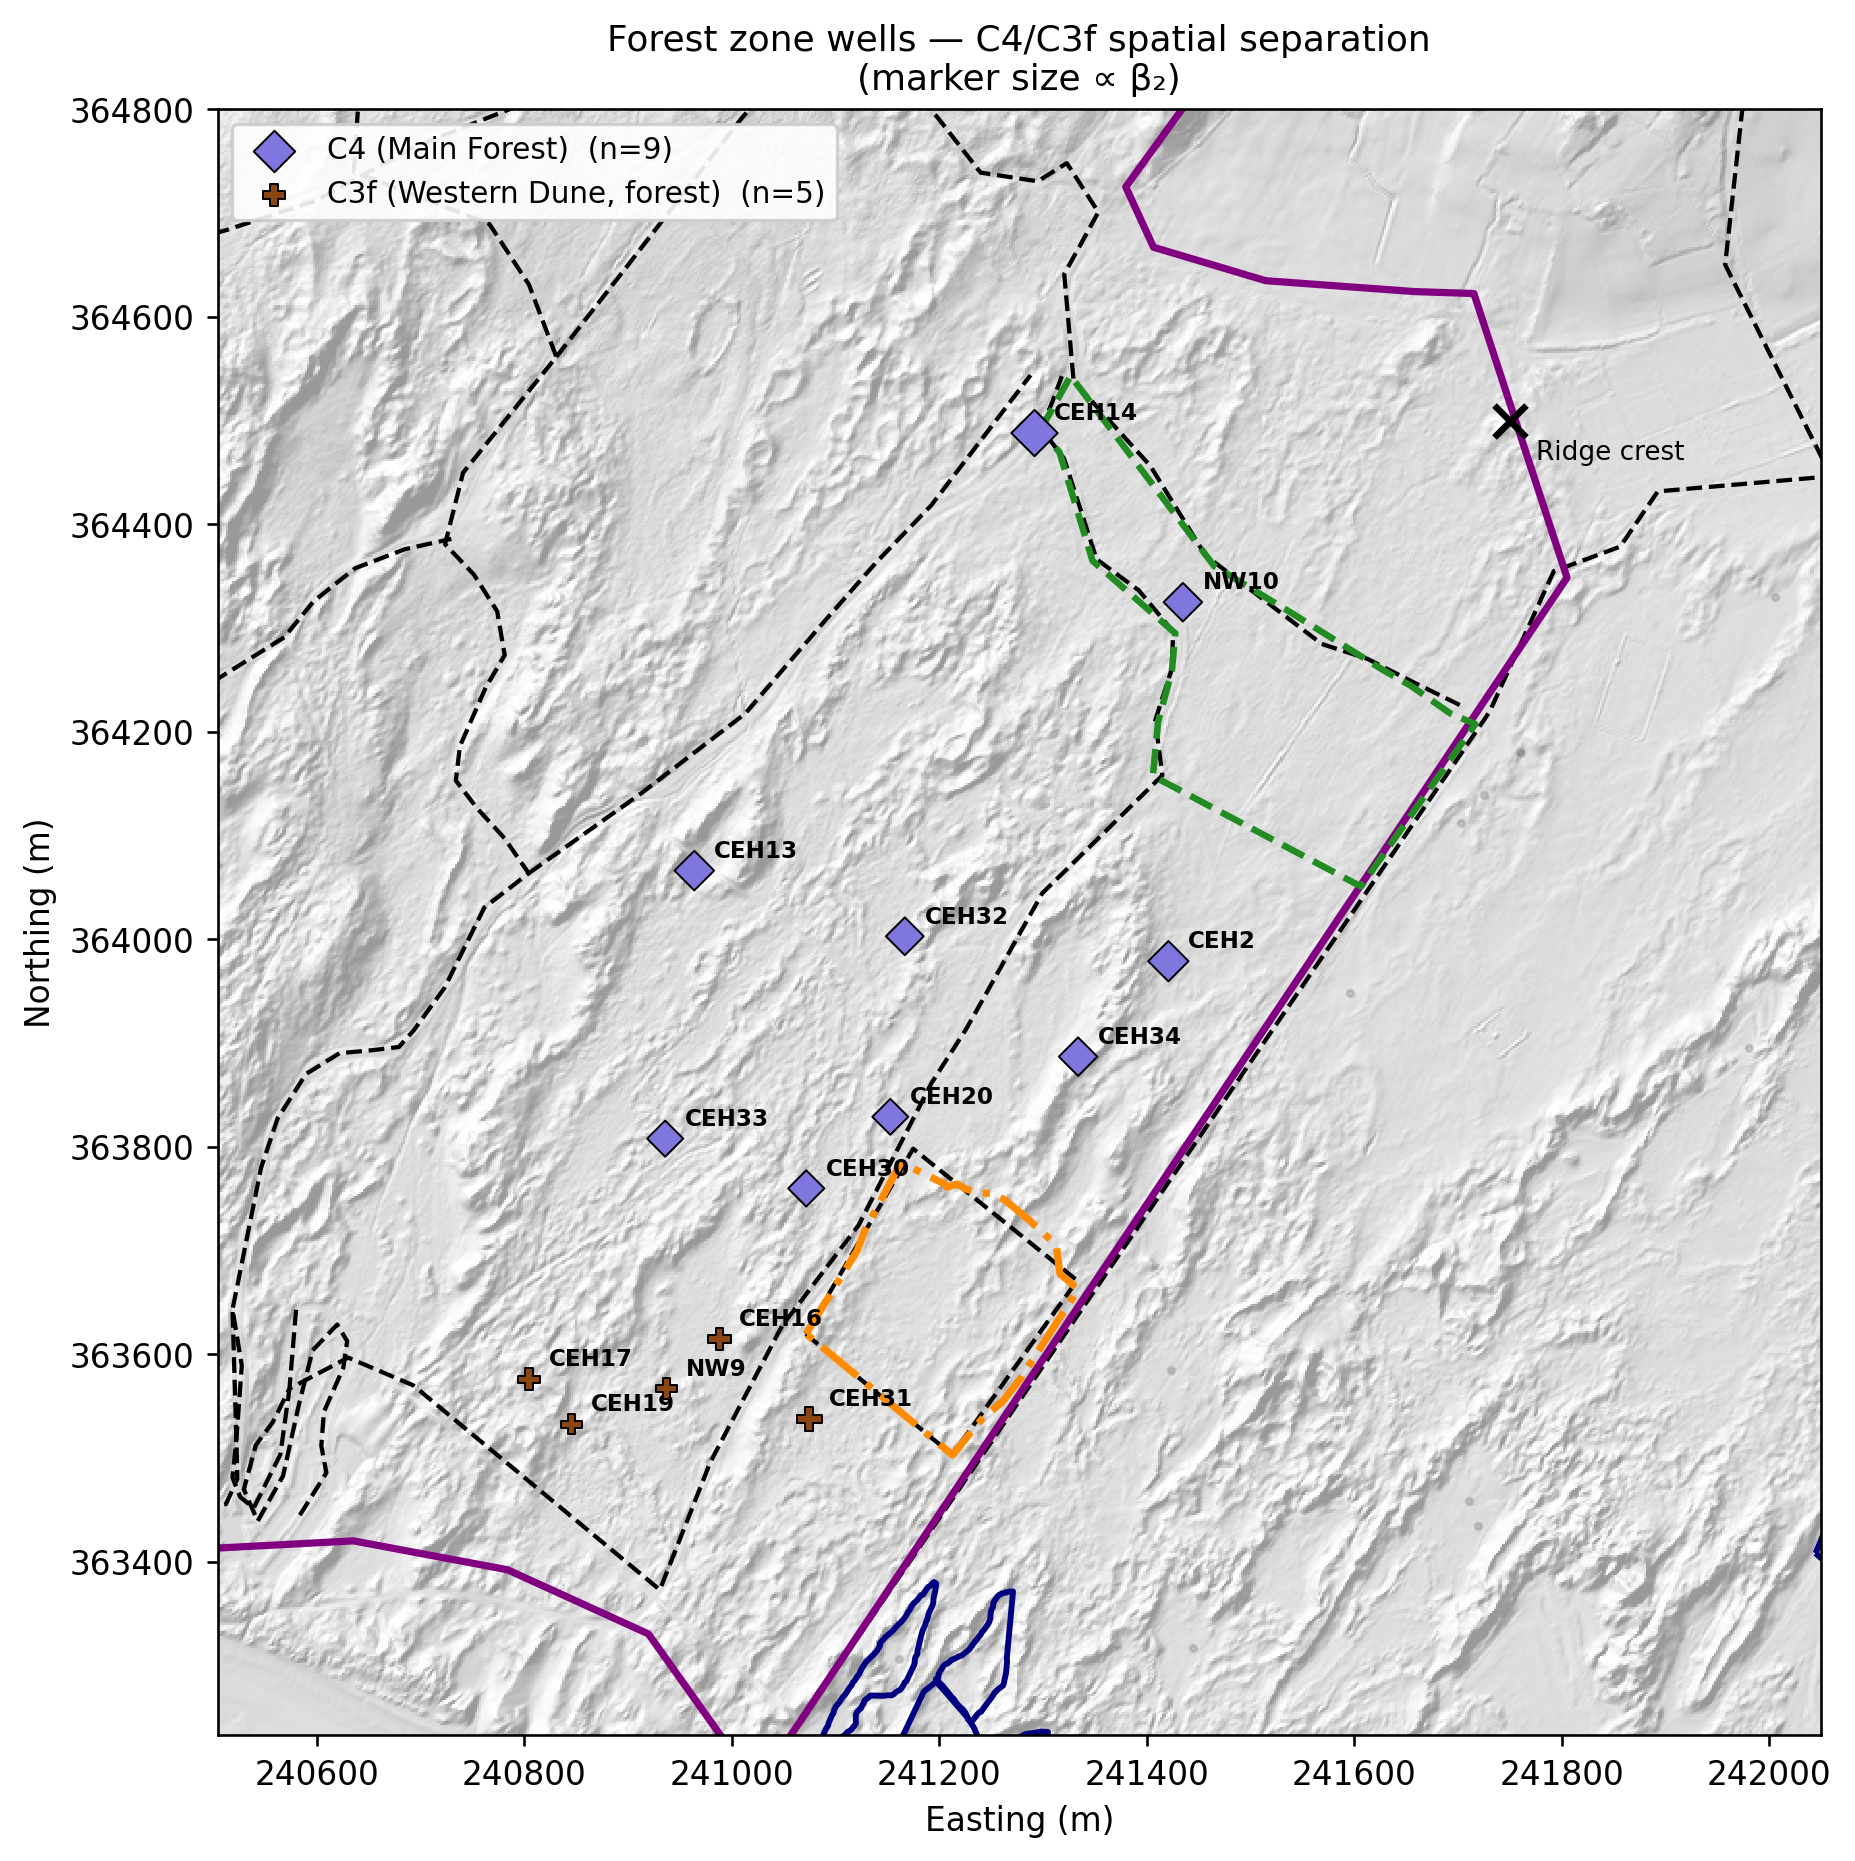 Forest zone wells — C4/C3f spatial separation
(marker size ∝ β₂)
C4 (Main Forest) (n=9)
C3f (Western Dune, forest) (n=5)
364800
364600
364400
364200
364000
363800
363600
363400
Northing (m)
CEH14
Ridge crest
NW10
CEH13
CEH32
CEH2
CEH34
CEH20
CEH33
CEH30
CEH16
CEH17
NW9
CEH19
CEH31
240600
240800
241000
241200
241400
241600
241800
242000
Easting (m)